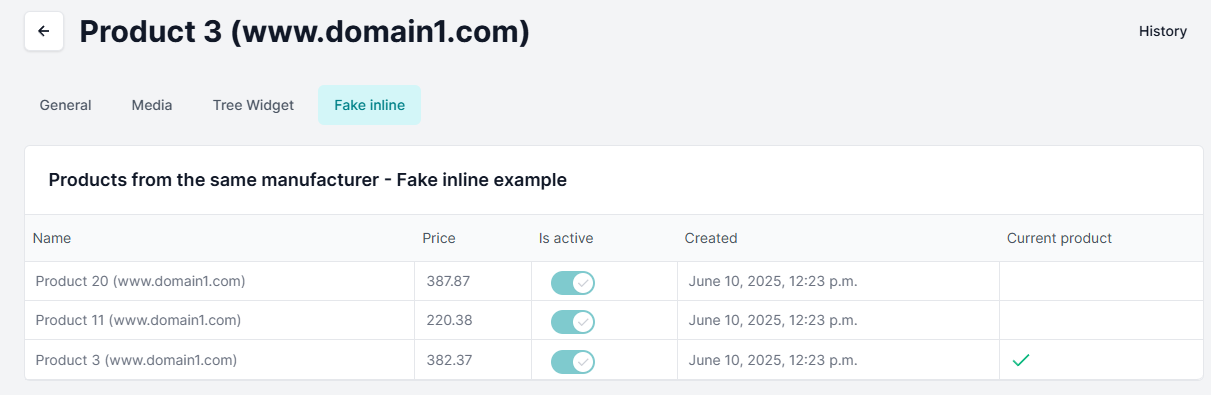 Product 3 (www.domain1.com)
History
General Media Tree Widget Fake inline
Products from the same manufacturer - Fake inline example
Name Price Is active Created Current product
Product 20 (www.domain1.com) 387.87 June 10, 2025, 12:23 p.m.
Product 11 (www.domain1.com) 220.38 June 10, 2025, 12:23 p.m.
Product 3 (www.domain1.com) 382.37 June 10, 2025, 12:23 p.m.